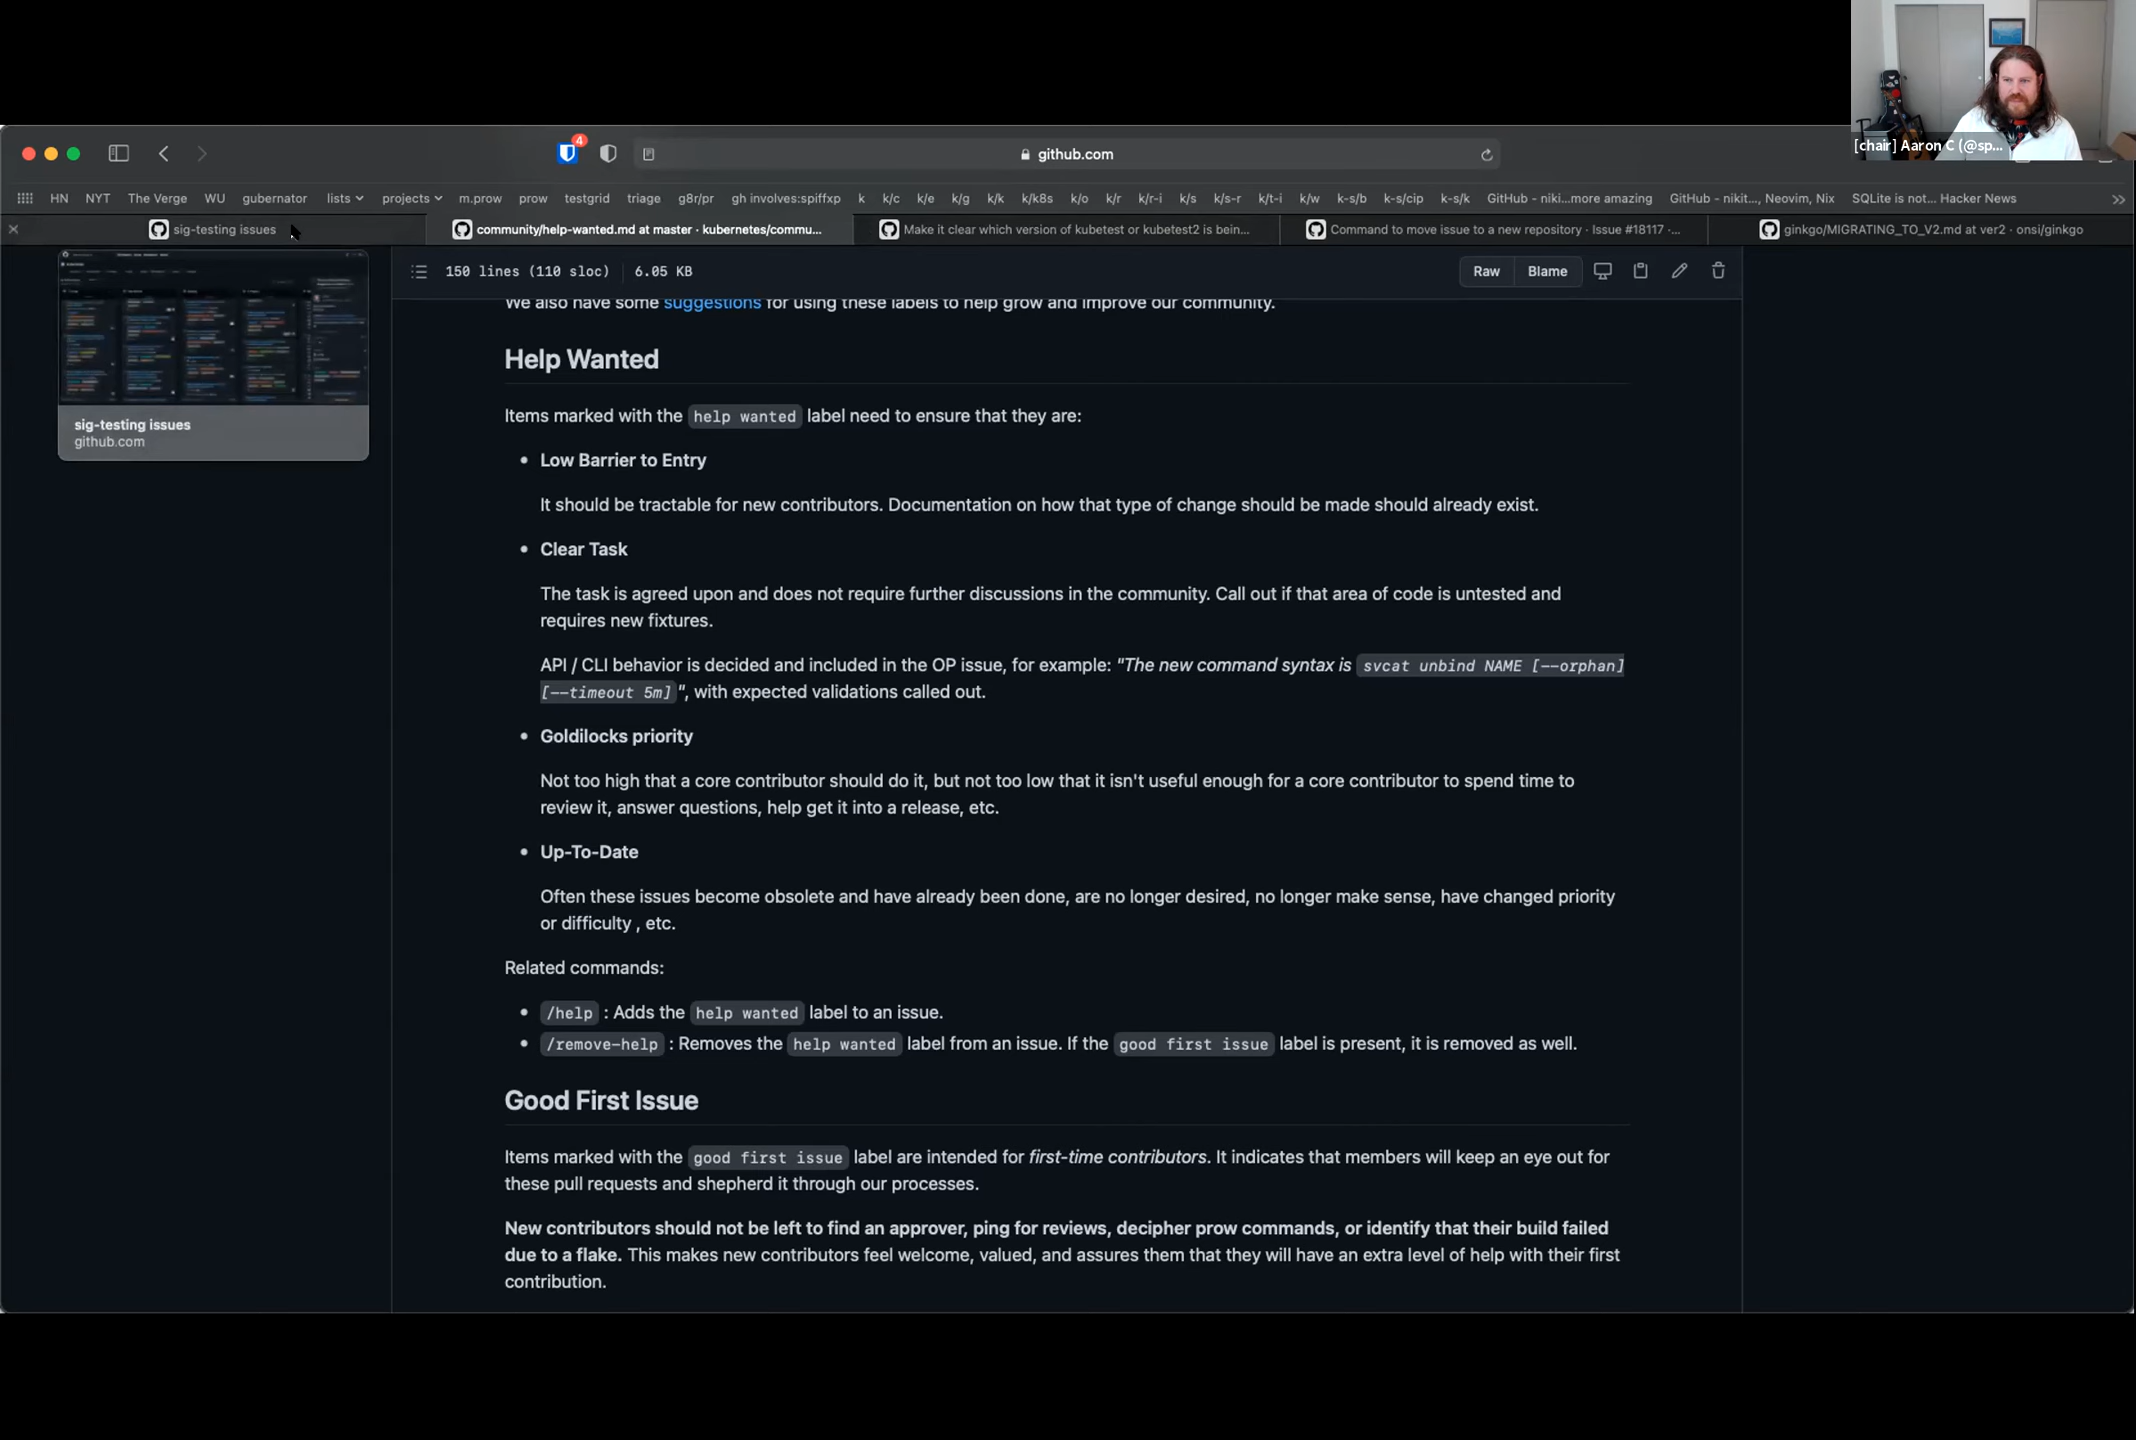 [chair] Aaron C (@sp...
4
github.com
HN NYT The Verge WU gubernator lists projects m.prow prow testgrid triage g8r/pr gh involves:spiffxp k k/c k/e k/g k/k k/k8s k/o k/r k/r-i k/s k/s-r k/t-i k/w k-s/b k-s/cip k-s/k GitHub - niki...more amazing GitHub - nikit..., Neovim, Nix SQLite is not... Hacker News
sig-testing issues
community/help-wanted.md at master · kubernetes/commu...
Make it clear which version of kubetest or kubetest2 is bein...
Command to move issue to a new repository · Issue #18117 ·...
ginkgo/MIGRATING_TO_V2.md at ver2 · onsi/ginkgo
sig-testing issues
github.com
150 lines (110 sloc) 6.05 KB
Raw Blame
We also have some suggestions for using these labels to help grow and improve our community.
Help Wanted
Items marked with the help wanted label need to ensure that they are:
• Low Barrier to Entry
It should be tractable for new contributors. Documentation on how that type of change should be made should already exist.
• Clear Task
The task is agreed upon and does not require further discussions in the community. Call out if that area of code is untested and
requires new fixtures.
API / CLI behavior is decided and included in the OP issue, for example: "The new command syntax is svcat unbind NAME [--orphan]
[--timeout 5m] ", with expected validations called out.
• Goldilocks priority
Not too high that a core contributor should do it, but not too low that it isn't useful enough for a core contributor to spend time to
review it, answer questions, help get it into a release, etc.
• Up-To-Date
Often these issues become obsolete and have already been done, are no longer desired, no longer make sense, have changed priority
or difficulty , etc.
Related commands:
• /help : Adds the help wanted label to an issue.
• /remove-help : Removes the help wanted label from an issue. If the good first issue label is present, it is removed as well.
Good First Issue
Items marked with the good first issue label are intended for first-time contributors. It indicates that members will keep an eye out for
these pull requests and shepherd it through our processes.
New contributors should not be left to find an approver, ping for reviews, decipher prow commands, or identify that their build failed
due to a flake. This makes new contributors feel welcome, valued, and assures them that they will have an extra level of help with their first
contribution.